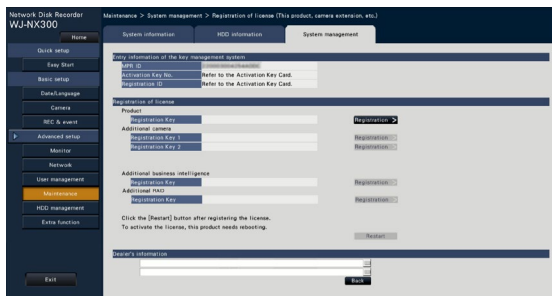 Network Disk Recorder
WJ-NX300
Home
Quick setup
Easy Start
Basic setup
Date/Language
Camera
REC & event
Advanced setup
Monitor
Network
User management
Maintenance
HDD management
Extra function
Exit
Maintenance > System management > Registration of license (This product, camera extension, etc.)
System information
HDD information
System management
Entry information of the key management system
MPR ID
Activation Key No. Refer to the Activation Key Card.
Registration ID Refer to the Activation Key Card.
Registration of license
Product
Registration Key Registration >
Additional camera
Registration Key 1 Registration
Registration Key 2 Registration
Additional business intelligence
Registration Key Registration
Additional RAID
Registration Key Registration
Click the [Restart] button after registering the license.
To activate the license, this product needs rebooting.
Restart
Dealer's information
Back